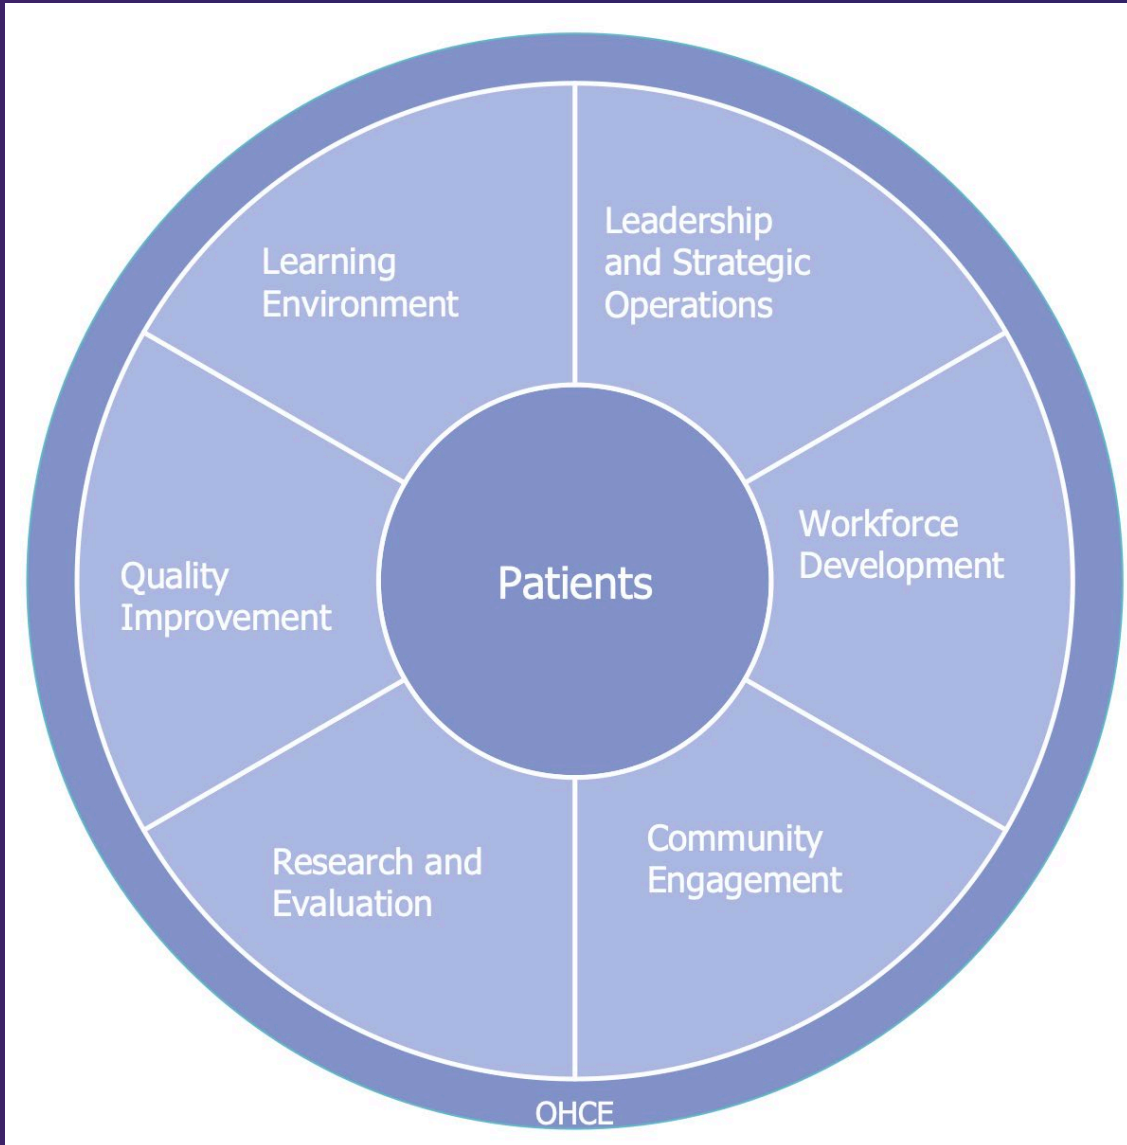 Learning
Environment
Leadership
and Strategic
Operations
Quality
Improvement
Patients
Workforce
Development
Research and
Evaluation
Community
Engagement
OHCE